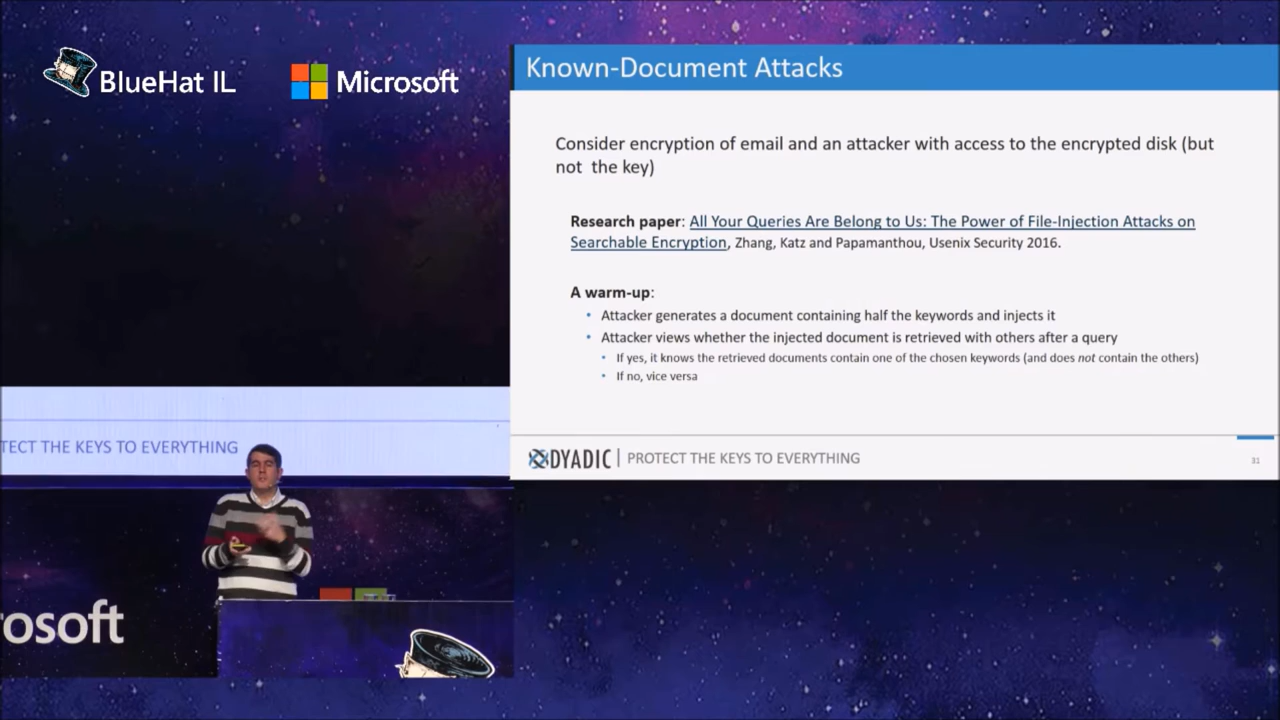 BlueHat IL
Microsoft
Known-Document Attacks
Consider encryption of email and an attacker with access to the encrypted disk (but
not the key)
Research paper: All Your Queries Are Belong to Us: The Power of File-Injection Attacks on
Searchable Encryption, Zhang, Katz and Papamanthou, Usenix Security 2016.
A warm-up:
• Attacker generates a document containing half the keywords and injects it
• Attacker views whether the injected document is retrieved with others after a query
• If yes, it knows the retrieved documents contain one of the chosen keywords (and does not contain the others)
• If no, vice versa
DYADIC | PROTECT THE KEYS TO EVERYTHING
31
TECT THE KEYS TO EVERYTHING
rosoft